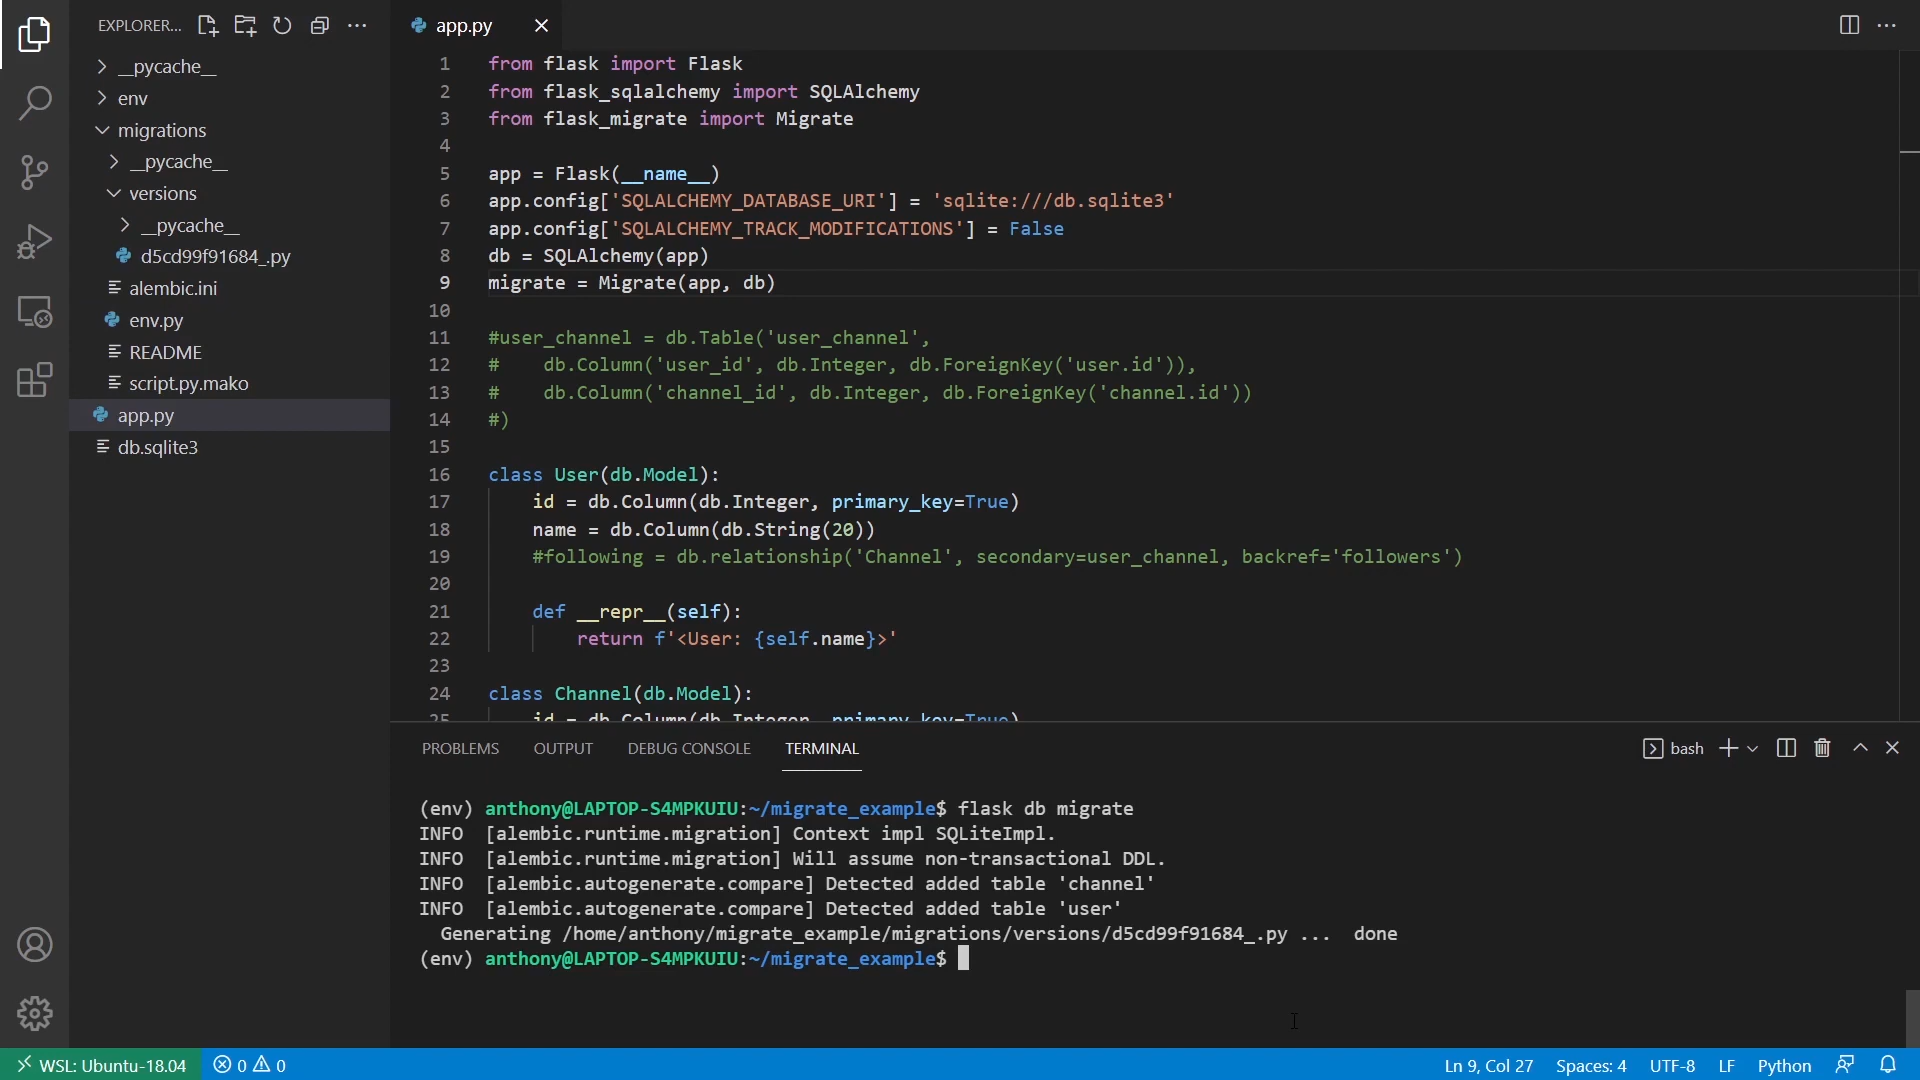 EXPLORER...
__pycache__
env
migrations
__pycache__
versions
__pycache__
d5cd99f91684_.py
alembic.ini
env.py
README
script.py.mako
app.py
db.sqlite3
app.py
1 from flask import Flask
2 from flask_sqlalchemy import SQLAlchemy
3 from flask_migrate import Migrate
4
5 app = Flask(__name__)
6 app.config['SQLALCHEMY_DATABASE_URI'] = 'sqlite:///db.sqlite3'
7 app.config['SQLALCHEMY_TRACK_MODIFICATIONS'] = False
8 db = SQLAlchemy(app)
9 migrate = Migrate(app, db)
10
11 #user_channel = db.Table('user_channel',
12 #    db.Column('user_id', db.Integer, db.ForeignKey('user.id')),
13 #    db.Column('channel_id', db.Integer, db.ForeignKey('channel.id'))
14 #)
15
16 class User(db.Model):
17     id = db.Column(db.Integer, primary_key=True)
18     name = db.Column(db.String(20))
19     #following = db.relationship('Channel', secondary=user_channel, backref='followers')
20
21     def __repr__(self):
22         return f'<User: {self.name}>'
23
24 class Channel(db.Model):
25     id = db.Column(db.Integer, primary_key=True)
PROBLEMS OUTPUT DEBUG CONSOLE TERMINAL bash
(env) anthony@LAPTOP-S4MPKUIU:~/migrate_example$ flask db migrate
INFO  [alembic.runtime.migration] Context impl SQLiteImpl.
INFO  [alembic.runtime.migration] Will assume non-transactional DDL.
INFO  [alembic.autogenerate.compare] Detected added table 'channel'
INFO  [alembic.autogenerate.compare] Detected added table 'user'
  Generating /home/anthony/migrate_example/migrations/versions/d5cd99f91684_.py ...  done
(env) anthony@LAPTOP-S4MPKUIU:~/migrate_example$
WSL: Ubuntu-18.04 0 0 Ln 9, Col 27 Spaces: 4 UTF-8 LF Python